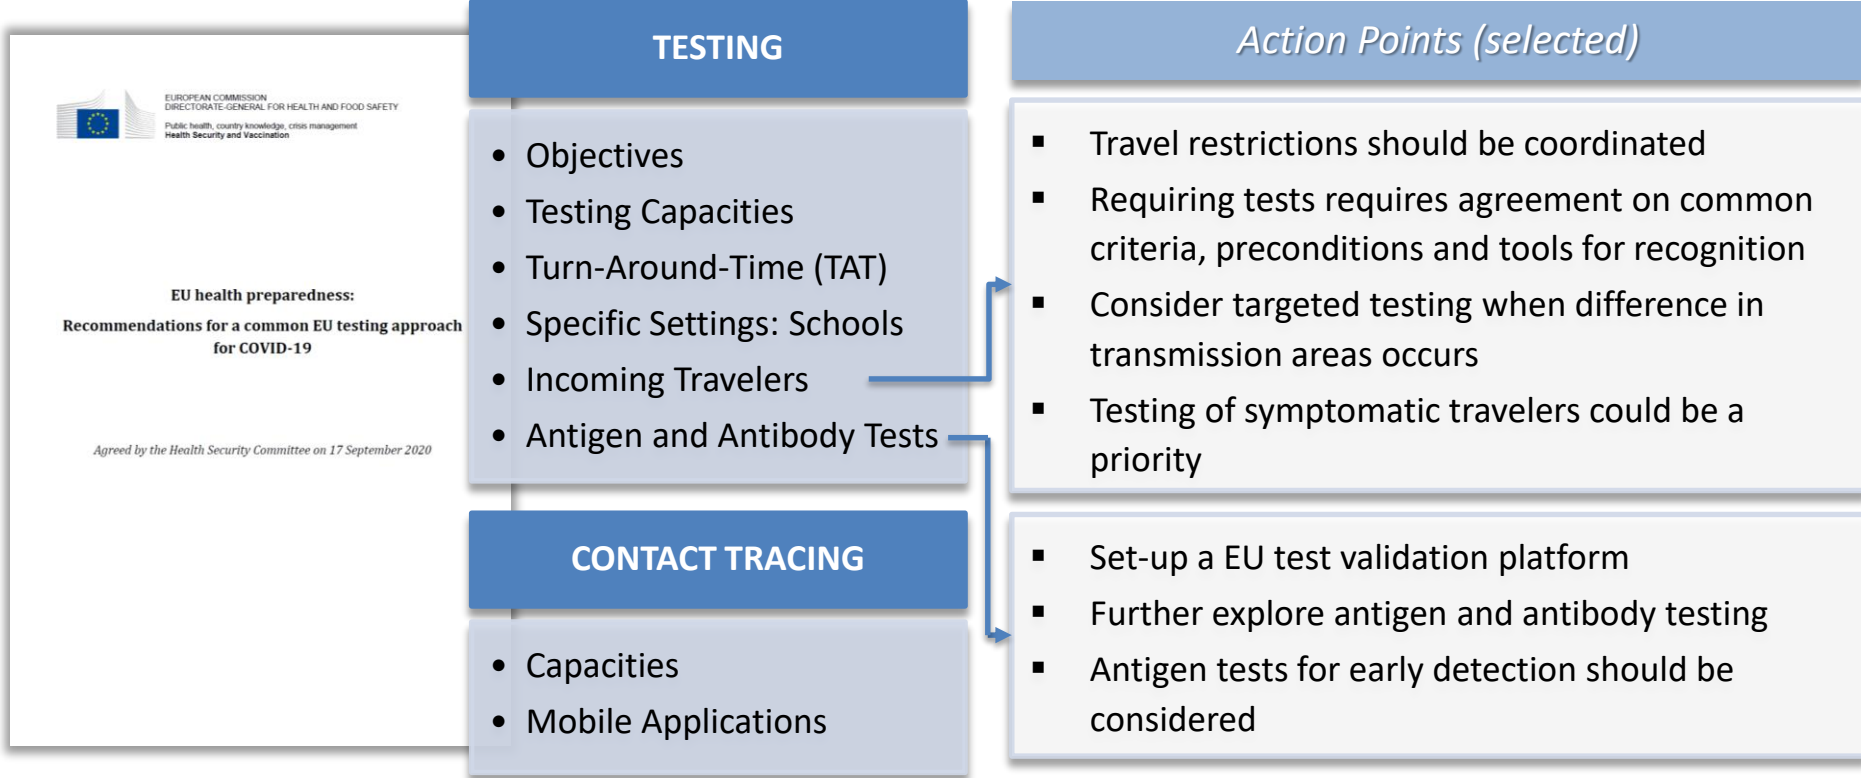 EUROPEAN COMMISSION
DIRECTORATE-GENERAL FOR HEALTH AND FOOD SAFETY
Public health, country knowledge, crisis management
Health Security and Vaccination
EU health preparedness:
Recommendations for a common EU testing approach
for COVID-19
Agreed by the Health Security Committee on 17 September 2020
TESTING
• Objectives
• Testing Capacities
• Turn-Around-Time (TAT)
• Specific Settings: Schools
• Incoming Travelers
• Antigen and Antibody Tests
CONTACT TRACING
• Capacities
• Mobile Applications
Action Points (selected)
▪ Travel restrictions should be coordinated
▪ Requiring tests requires agreement on common
criteria, preconditions and tools for recognition
▪ Consider targeted testing when difference in
transmission areas occurs
▪ Testing of symptomatic travelers could be a
priority
▪ Set-up a EU test validation platform
▪ Further explore antigen and antibody testing
▪ Antigen tests for early detection should be
considered